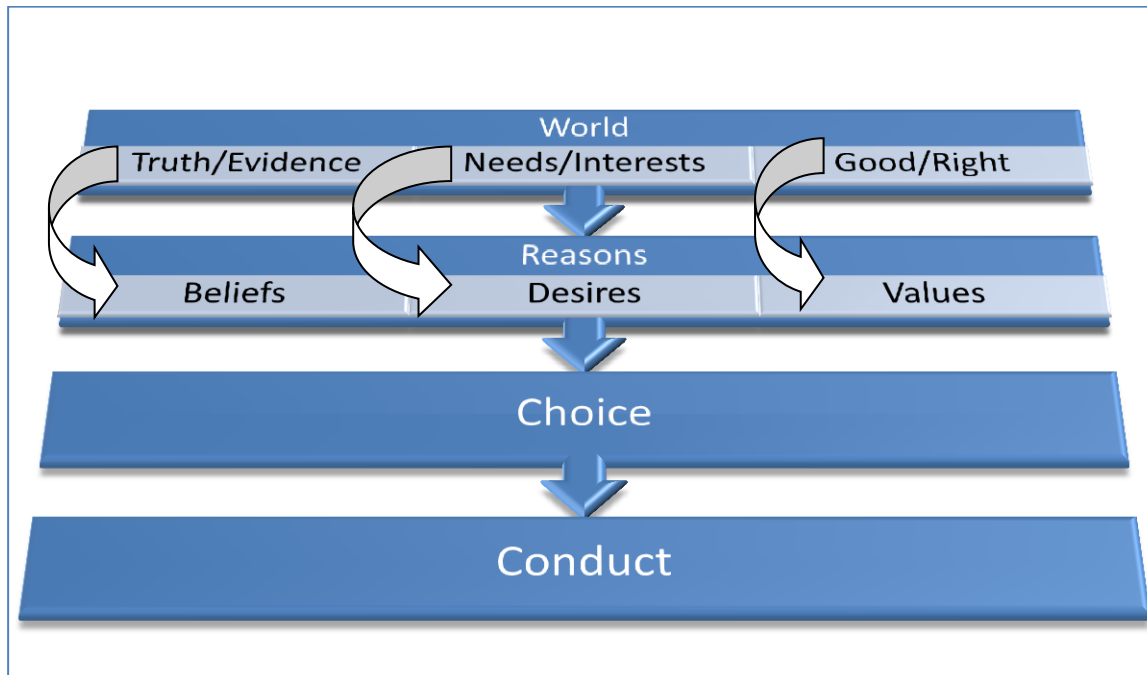 World
Truth/Evidence Needs/Interests Good/Right
Reasons
Beliefs Desires Values
Choice
Conduct